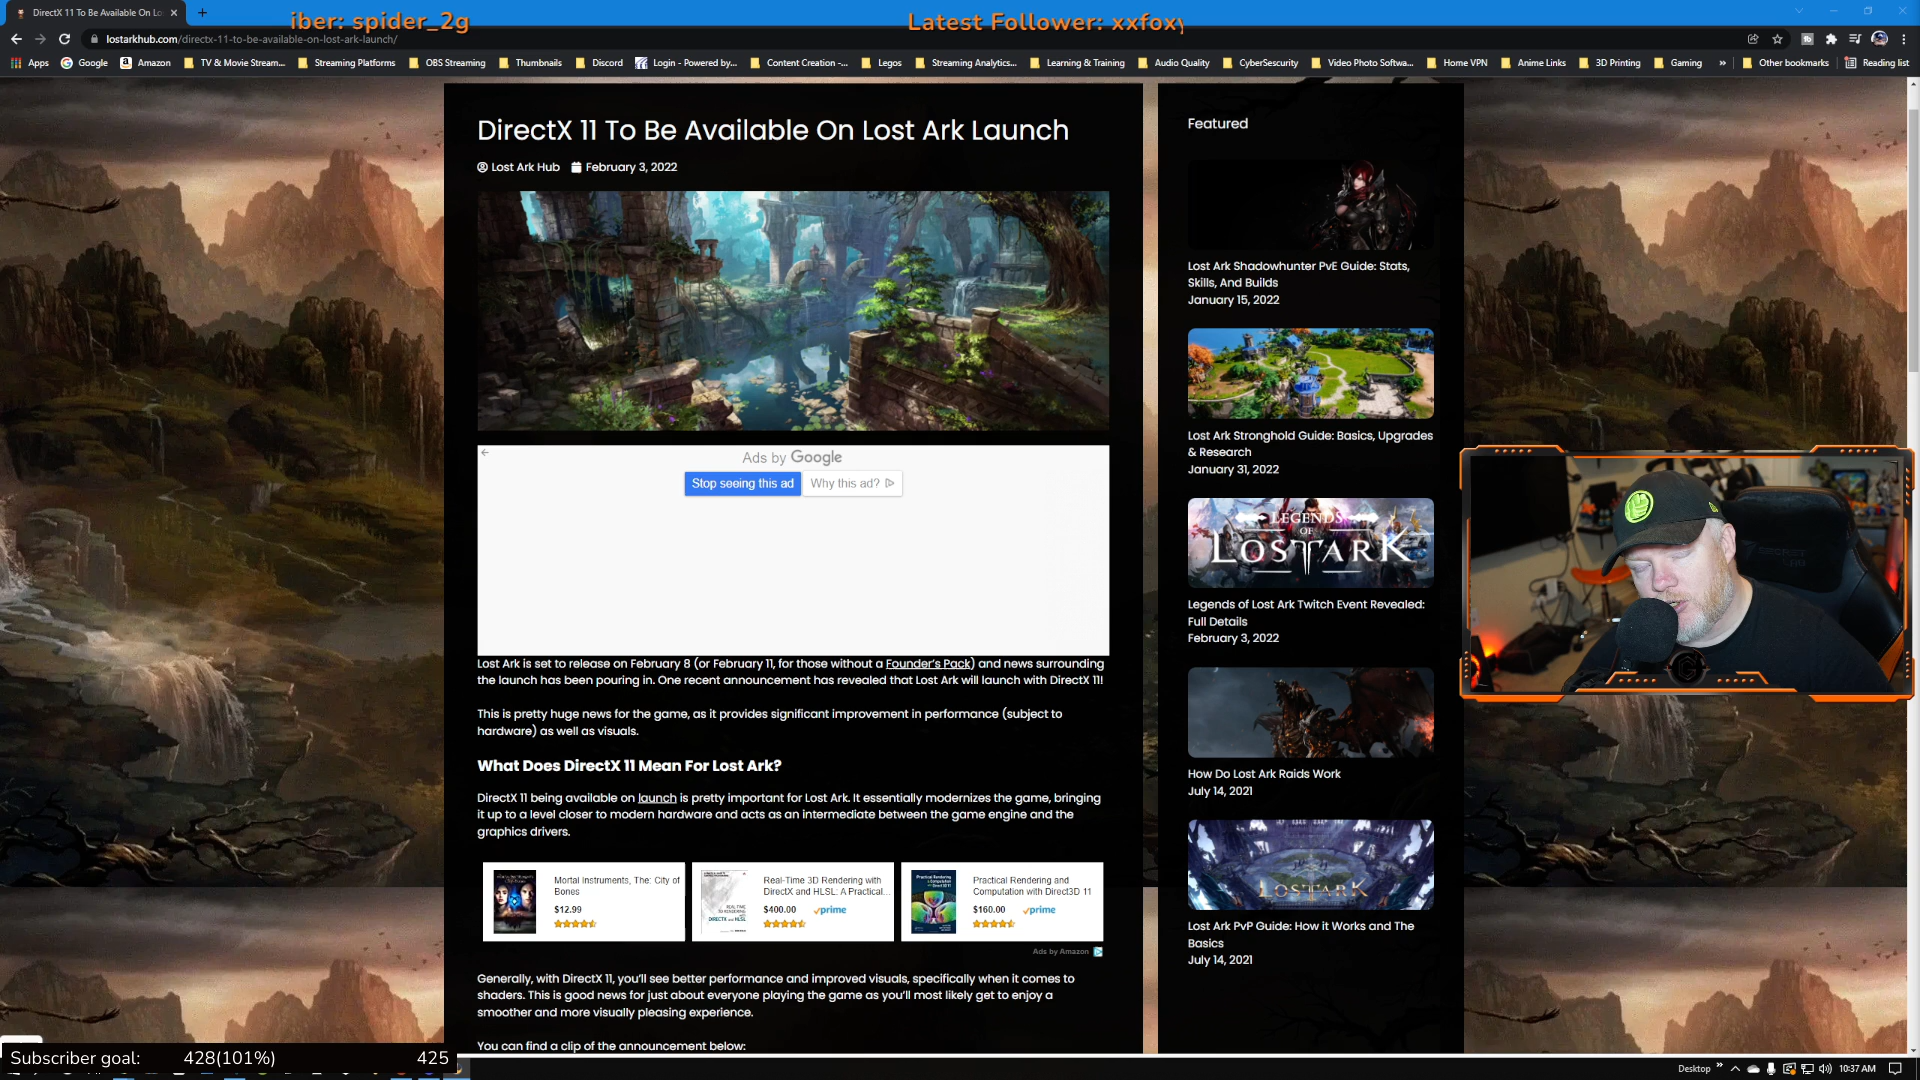 DirectX 11 To Be Available On Lo
iber: spider_2g
Latest Follower: xxfoxy
lostarkhub.com/directx-11-to-be-available-on-lost-ark-launch/
Apps
Google
Amazon
TV & Movie Stream...
Streaming Platforms
OBS Streaming
Thumbnails
Discord
Login - Powered by...
Content Creation -...
Legos
Streaming Analytics...
Learning & Training
Audio Quality
CyberSescurity
Video Photo Softwa...
Home VPN
Anime Links
3D Printing
Gaming
»
Other bookmarks
Reading list
DirectX 11 To Be Available On Lost Ark Launch
Lost Ark Hub February 3, 2022
Ads by Google
Stop seeing this ad
Why this ad?
Lost Ark is set to release on February 8 (or February 11, for those without a Founder's Pack) and news surrounding
the launch has been pouring in. One recent announcement has revealed that Lost Ark will launch with DirectX 11!
This is pretty huge news for the game, as it provides significant improvement in performance (subject to
hardware) as well as visuals.
What Does DirectX 11 Mean For Lost Ark?
DirectX 11 being available on launch is pretty important for Lost Ark. It essentially modernizes the game, bringing
it up to a level closer to modern hardware and acts as an intermediate between the game engine and the
graphics drivers.
Mortal Instruments, The: City of
Bones
$12.99
Real-Time 3D Rendering with
DirectX and HLSL: A Practical...
$400.00 prime
Practical Rendering and
Computation with Direct3D 11
$160.00 prime
Ads by Amazon
Generally, with DirectX 11, you'll see better performance and improved visuals, specifically when it comes to
shaders. This is good news for just about everyone playing the game as you'll most likely get to enjoy a
smoother and more visually pleasing experience.
You can find a clip of the announcement below:
Featured
Lost Ark Shadowhunter PvE Guide: Stats,
Skills, And Builds
January 15, 2022
Lost Ark Stronghold Guide: Basics, Upgrades
& Research
January 31, 2022
LEGENDS
OF
LOST ARK
Legends of Lost Ark Twitch Event Revealed:
Full Details
February 3, 2022
How Do Lost Ark Raids Work
July 14, 2021
LOST ARK
Lost Ark PvP Guide: How it Works and The
Basics
July 14, 2021
Subscriber goal: 428(101%) 425
Desktop
»
10:37 AM